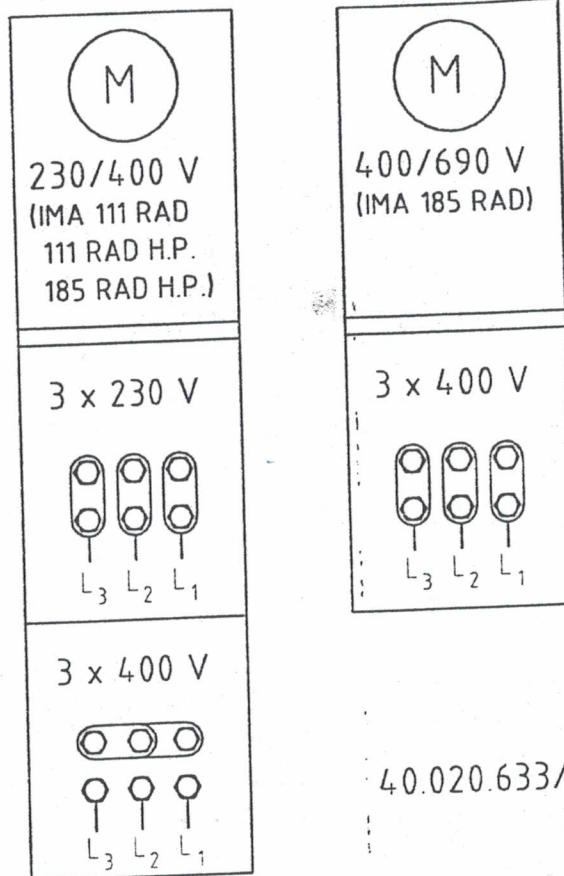 M
230/400 V
(IMA 111 RAD
111 RAD H.P.
185 RAD H.P.)
3 x 230 V
L3 L2 L1
3 x 400 V
L3 L2 L1
M
400/690 V
(IMA 185 RAD)
3 x 400 V
L3 L2 L1
40.020.633/